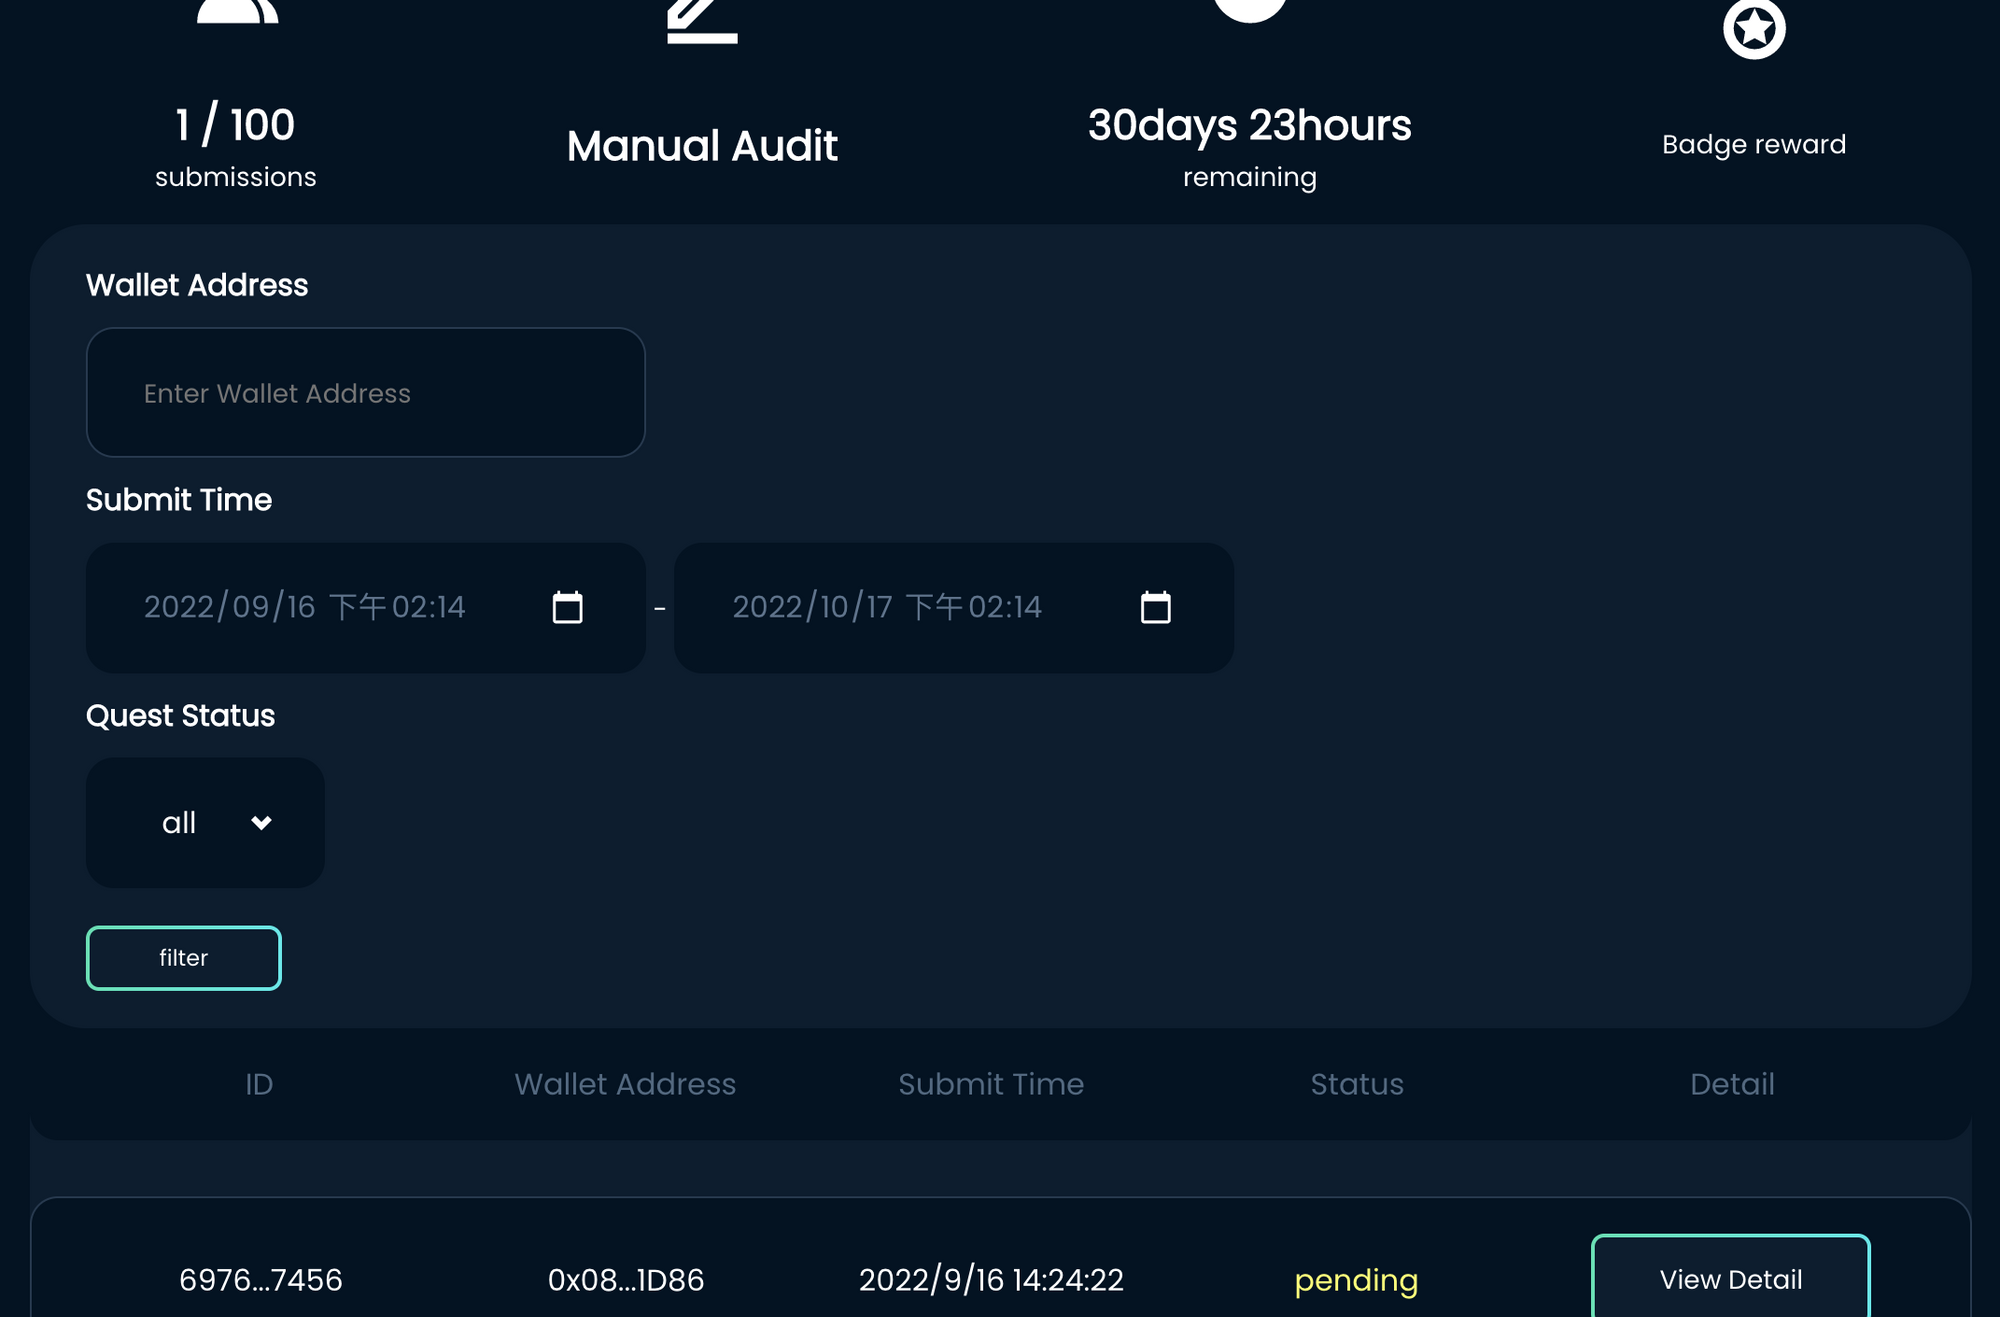 1 / 100
submissions
Manual Audit
30days 23hours
remaining
Badge reward
Wallet Address
Enter Wallet Address
Submit Time
2022/09/16 下午 02:14 - 2022/10/17 下午 02:14
Quest Status
all
filter
ID Wallet Address Submit Time Status Detail
6976...7456 0x08...1D86 2022/9/16 14:24:22 pending View Detail